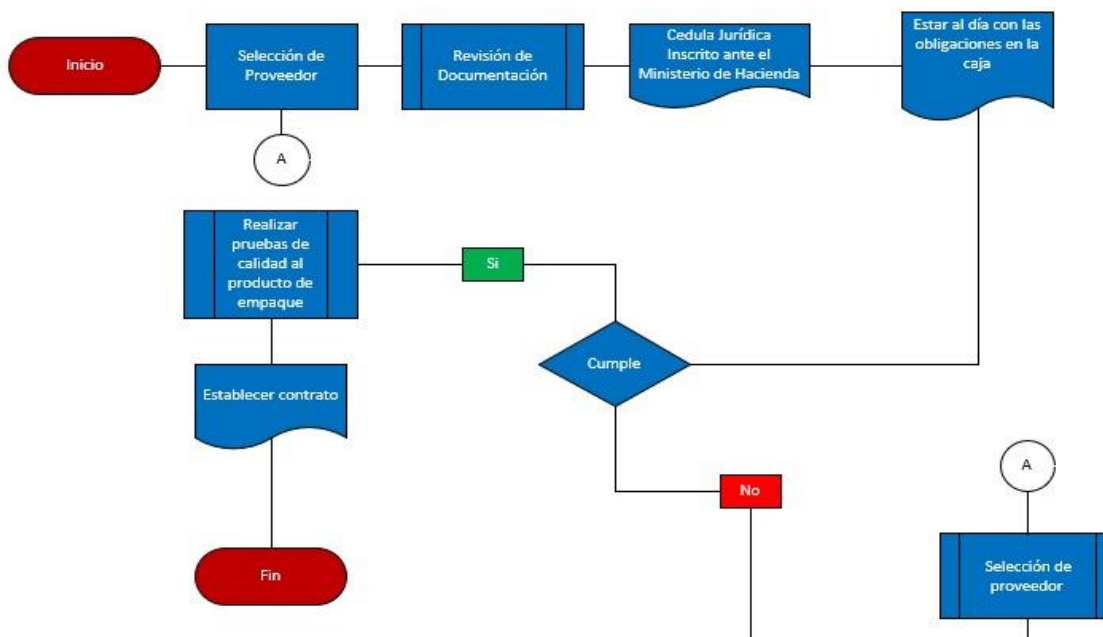 Inicio
Selección de
Proveedor
Revisión de
Documentación
Cedula Jurídica
Inscrito ante el
Ministerio de Hacienda
Estar al día con las
obligaciones en la
caja
A
Realizar
pruebas de
calidad al
producto de
empaque
Si
Cumple
Establecer contrato
No
A
Fin
Selección de
proveedor